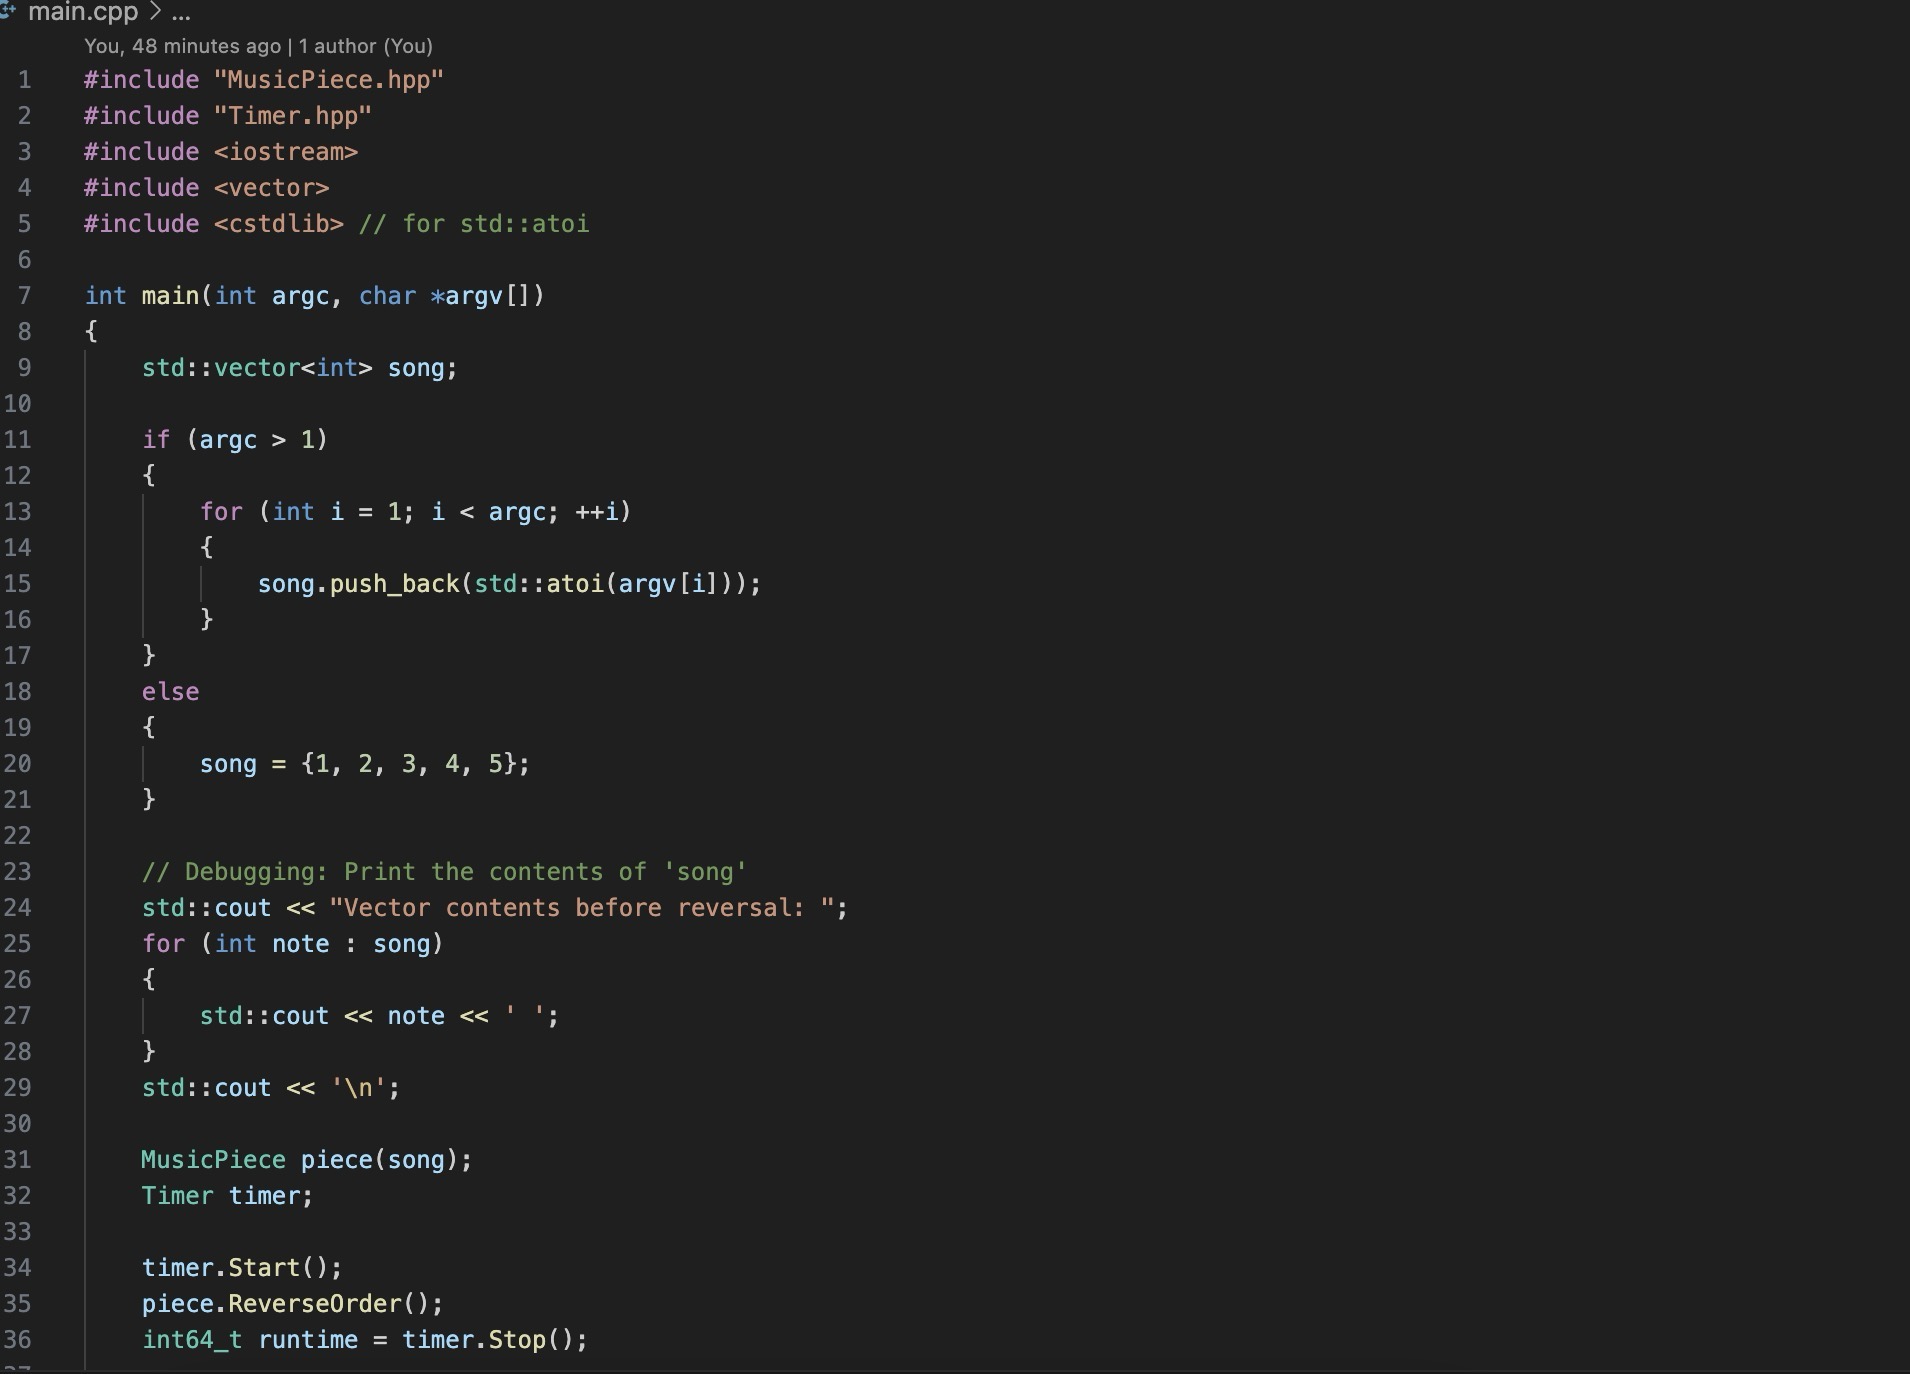 main.cpp > ...
You, 48 minutes ago | 1 author (You)
1 #include "MusicPiece.hpp"
2 #include "Timer.hpp"
3 #include <iostream>
4 #include <vector>
5 #include <cstdlib> // for std::atoi
6
7 int main(int argc, char *argv[])
8 {
9     std::vector<int> song;
10
11     if (argc > 1)
12     {
13         for (int i = 1; i < argc; ++i)
14         {
15             song.push_back(std::atoi(argv[i]));
16         }
17     }
18     else
19     {
20         song = {1, 2, 3, 4, 5};
21     }
22
23     // Debugging: Print the contents of 'song'
24     std::cout << "Vector contents before reversal: ";
25     for (int note : song)
26     {
27         std::cout << note << ' ';
28     }
29     std::cout << '\n';
30
31     MusicPiece piece(song);
32     Timer timer;
33
34     timer.Start();
35     piece.ReverseOrder();
36     int64_t runtime = timer.Stop();